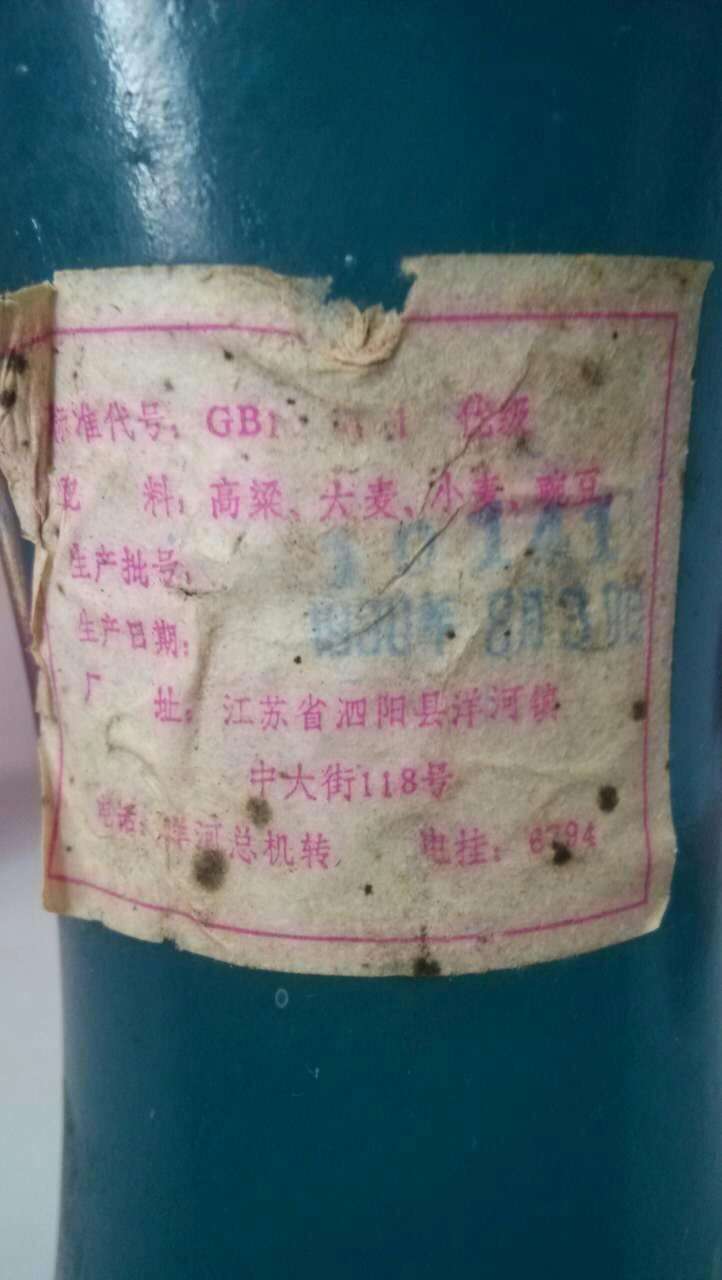 标准代号：GB1 优级
配 料：高粱、大麦、小麦、豌豆
生产批号：
生产日期：
厂 址：江苏省泗阳县洋河镇
中大街118号
电话：洋河总机转 电挂：6794